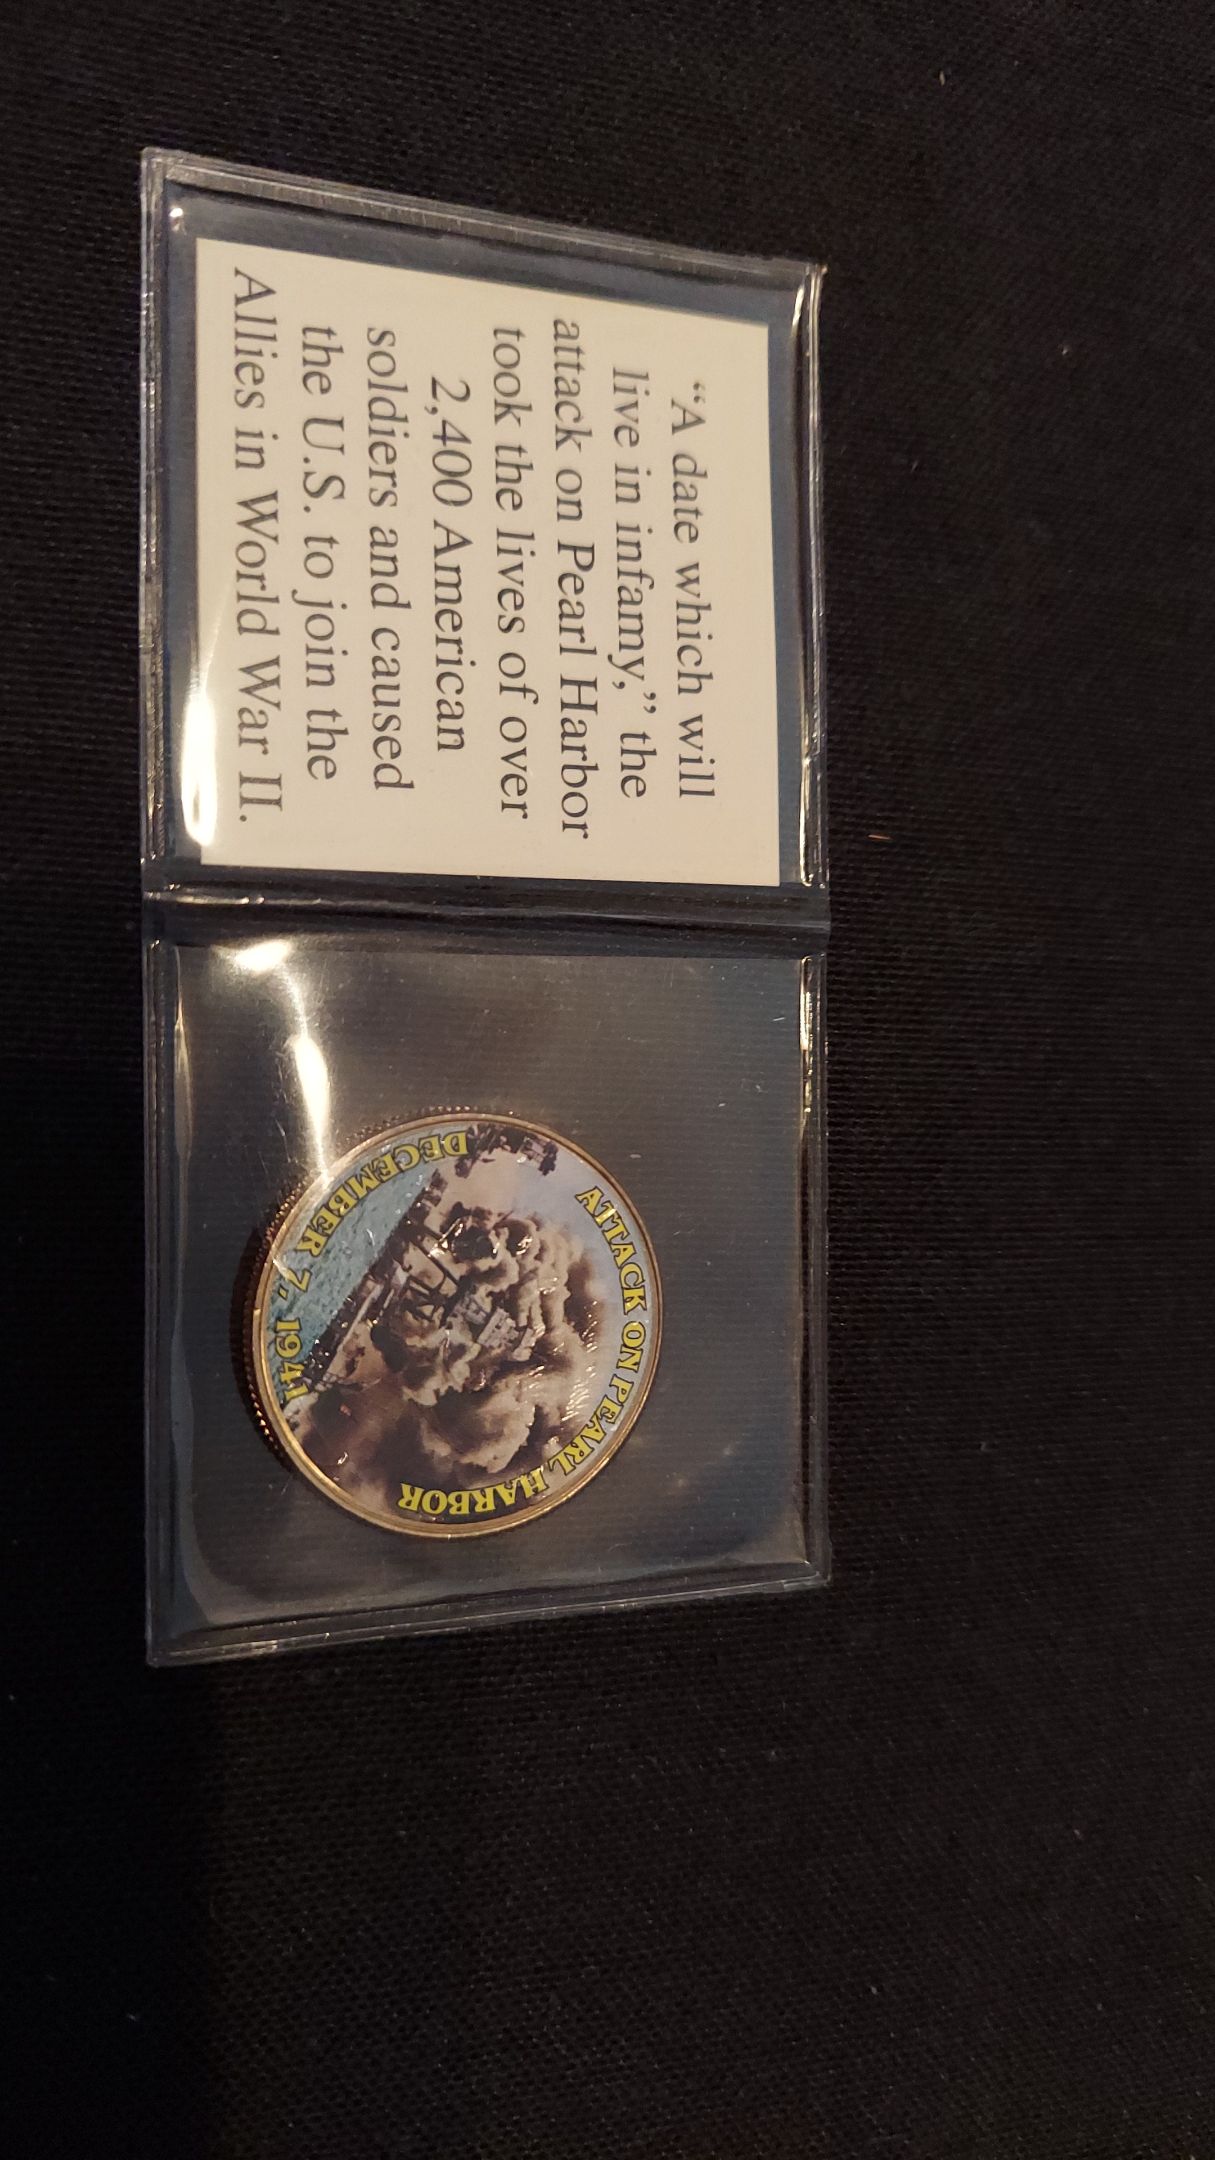 “A date which will
live in infamy,” the
attack on Pearl Harbor
took the lives of over
2,400 American
soldiers and caused
the U.S. to join the
Allies in World War II.
ATTACK ON PEARL HARBOR
DECEMBER 7, 1941